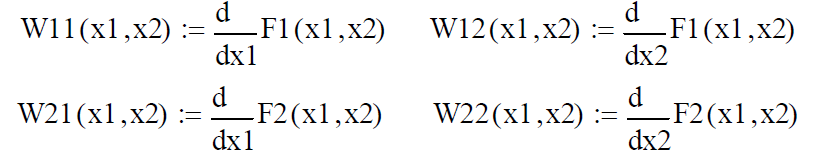 W11(x1,x2) := d/dx1 F1(x1,x2) W12(x1,x2) := d/dx2 F1(x1,x2)
W21(x1,x2) := d/dx1 F2(x1,x2) W22(x1,x2) := d/dx2 F2(x1,x2)